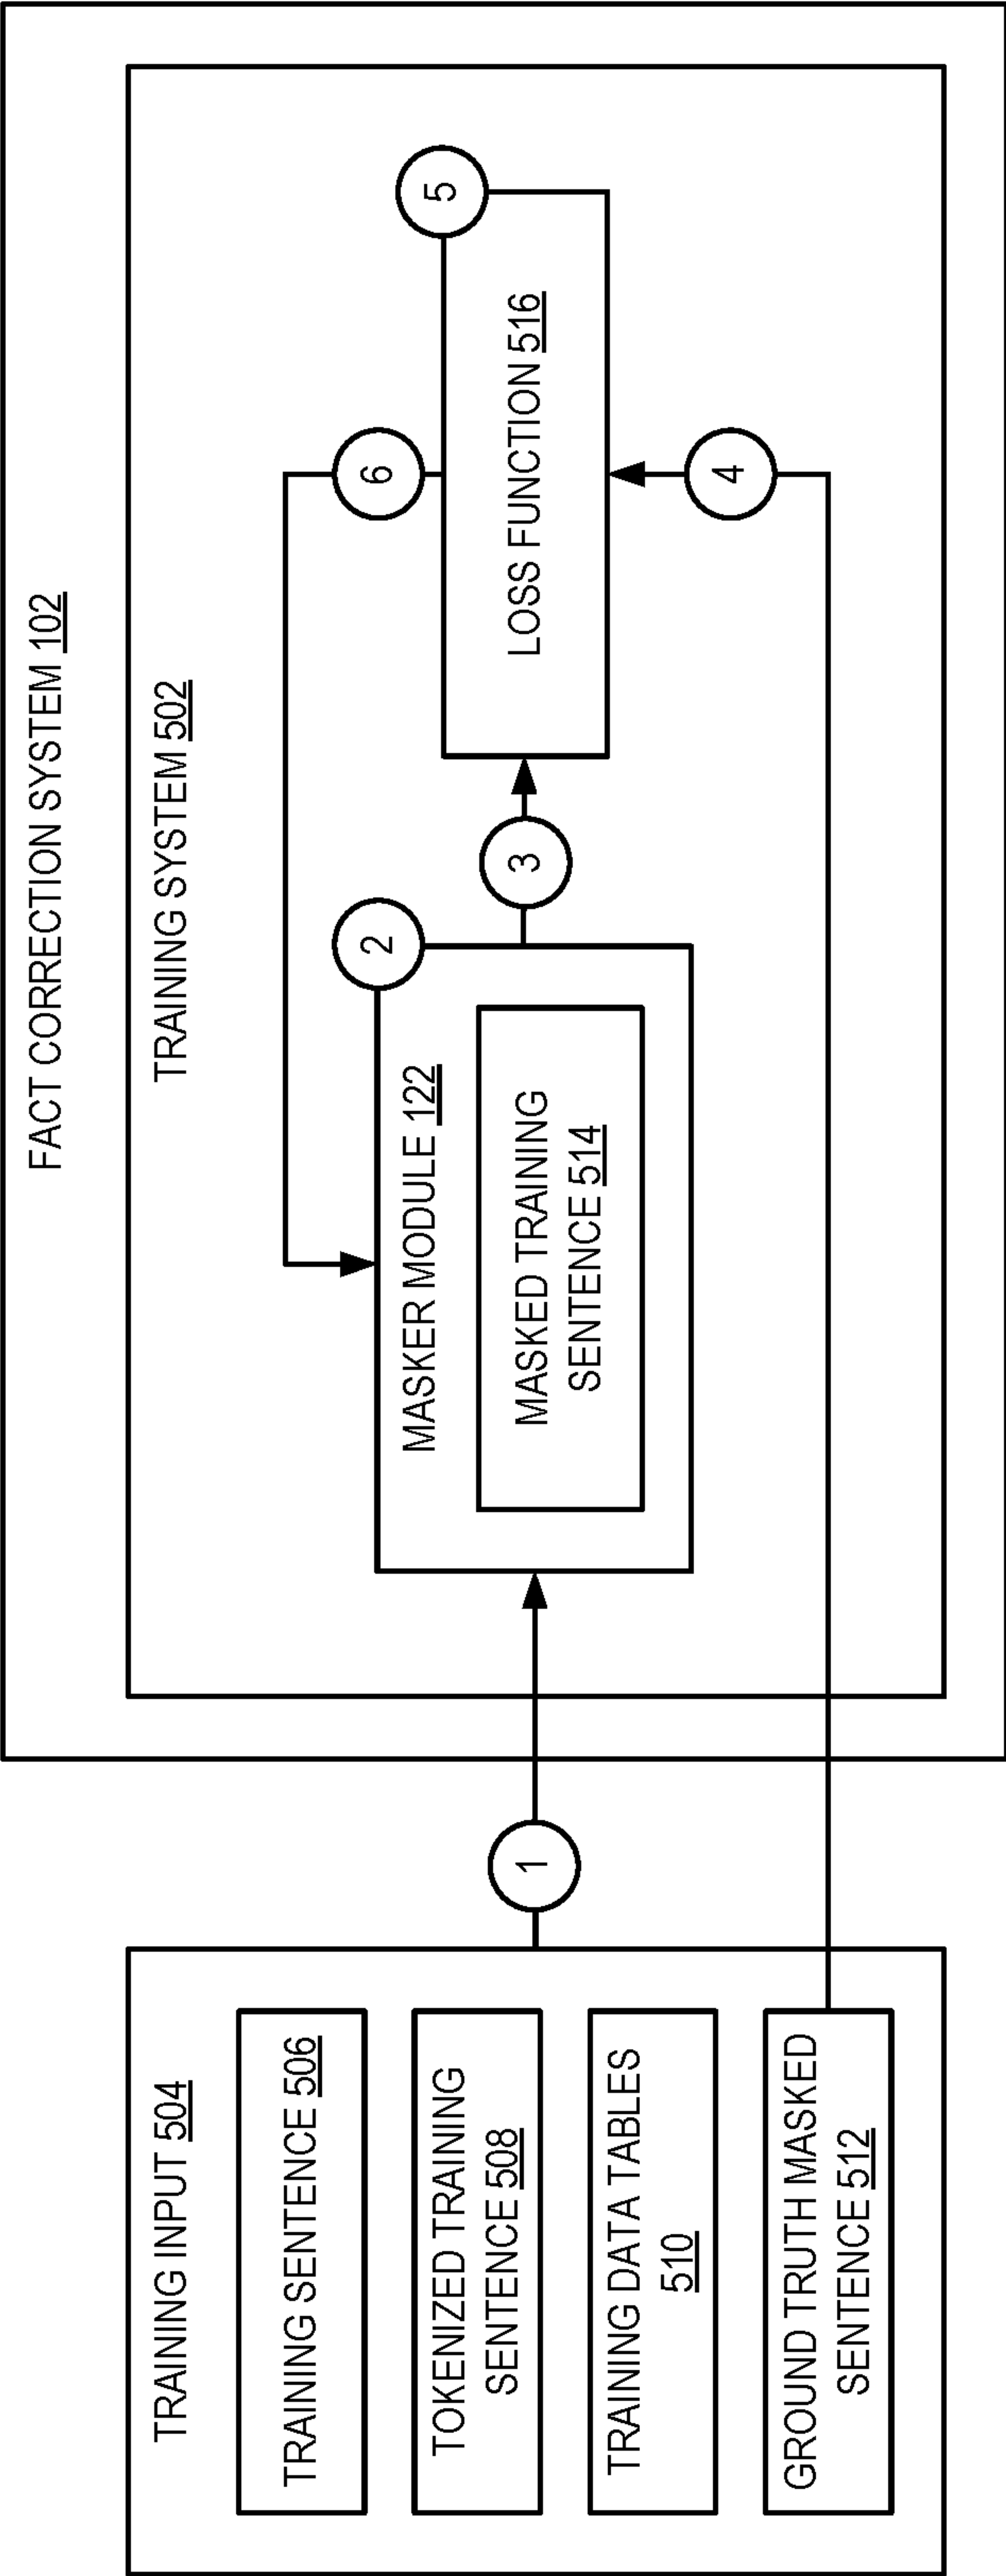 FACT CORRECTION SYSTEM 102
TRAINING INPUT 504
TRAINING SENTENCE 506
TOKENIZED TRAINING
SENTENCE 508
TRAINING DATA TABLES
510
GROUND TRUTH MASKED
SENTENCE 512
1
TRAINING SYSTEM 502
MASKER MODULE 122
MASKED TRAINING
SENTENCE 514
2
3
6
LOSS FUNCTION 516
5
4